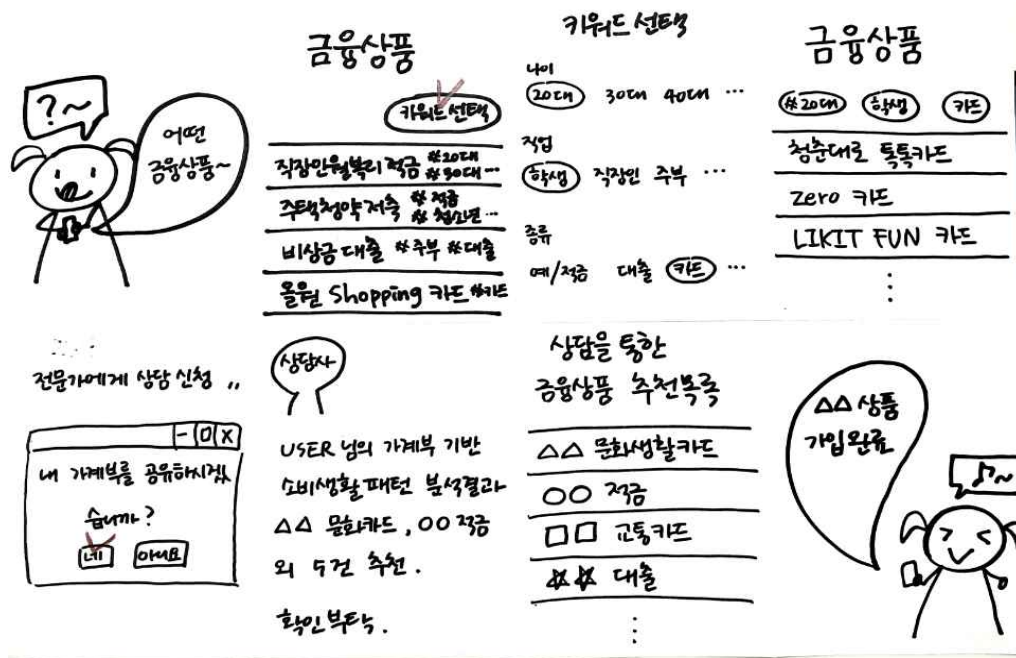 ?~
어떤
금융상품~
금융상품
키워드 선택
직장인월복리 적금 #20대 #30대 ...
주택청약저축 #적금 #청소년 ...
비상금 대출 #주부 #대출
올원 Shopping 카드 #카드
키워드 선택
나이
20대 30대 40대 ...
직업
학생 직장인 주부 ...
종류
예/적금 대출 카드 ...
금융상품
#20대 학생 카드
청춘대로 톡톡카드
zero 카드
LIKIT FUN 카드
전문가에게 상담 신청 ,,
- 口 X
내 가계부를 공유하시겠
습니까?
네 아니요
상담사
USER 님의 가계부 기반
소비생활 패턴 분석결과
△△ 문화카드, OO 적금
외 수건 추천.
확인부탁.
상담을 통한
금융상품 추천목록
△△ 문화생활카드
OO 적금
□□ 교통카드
☆☆ 대출
△△ 상품
가입완료
♪~